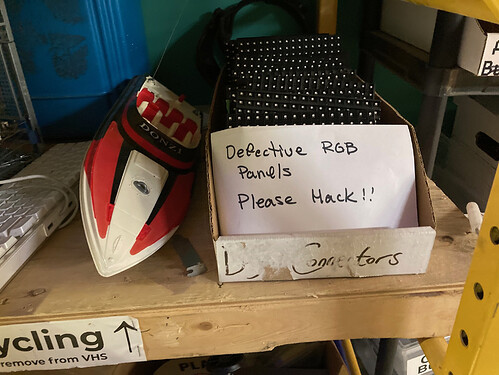 DONZI
Defective RGB
Panels
Please Hack!!
Connectors
ycling
remove from VHS